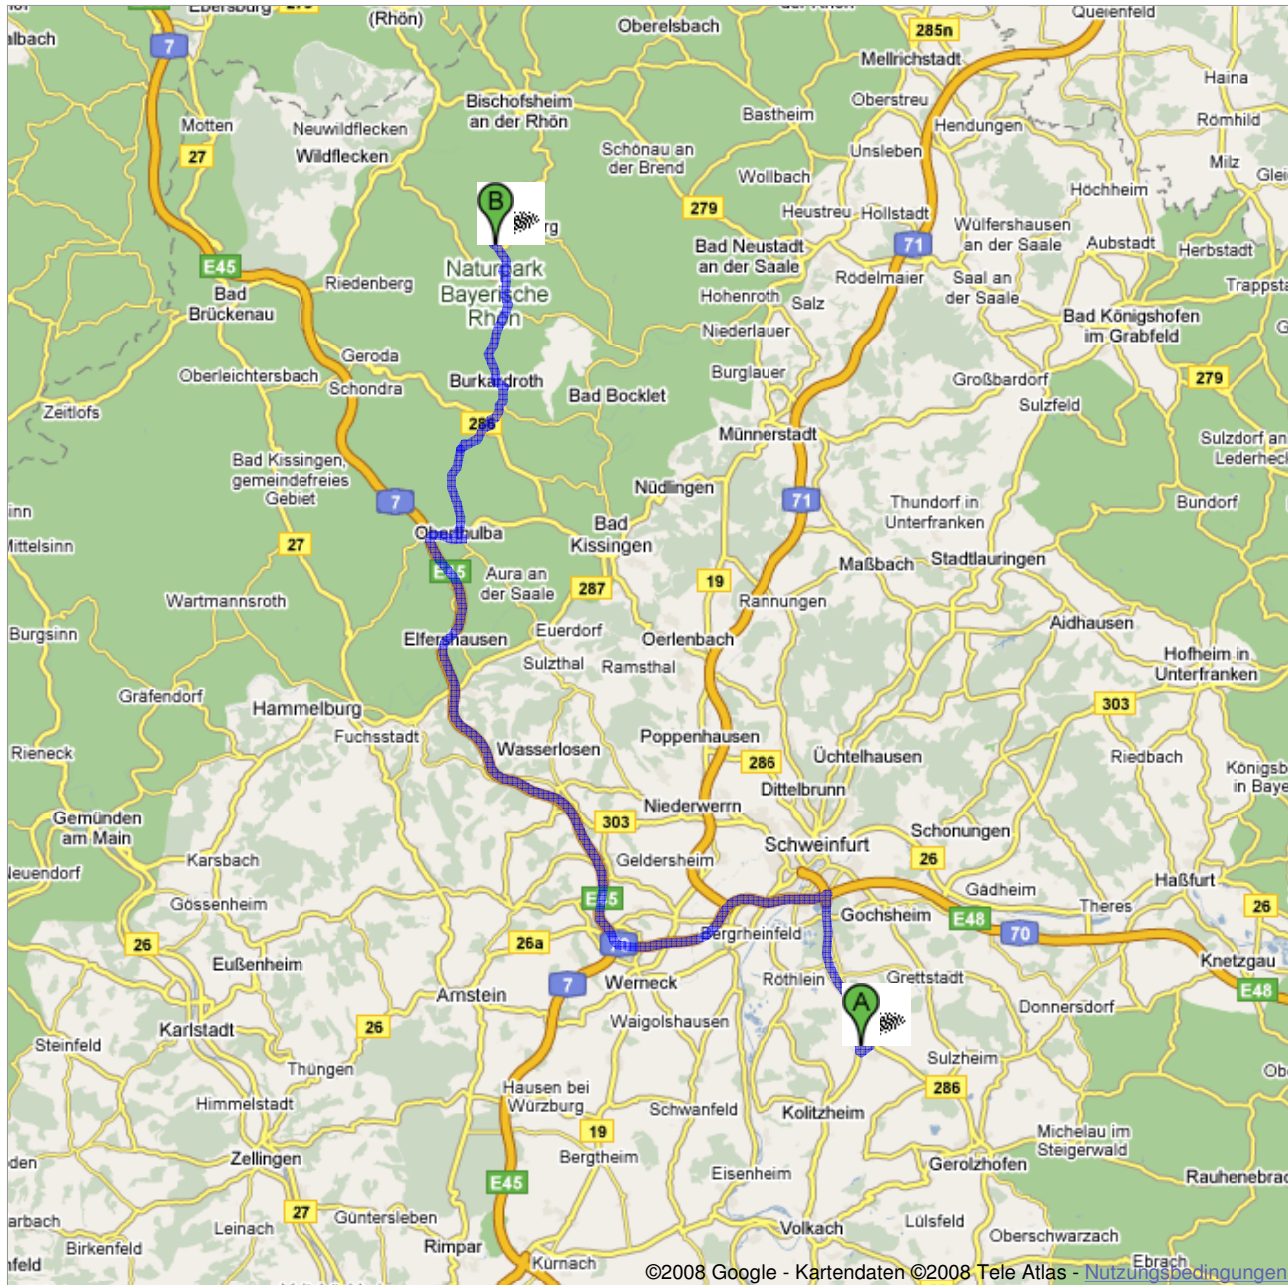 Ebersburg
(Rhön)
Oberelsbach
285n
Queienfeld
albach
7
Mellrichstadt
Haina
Bischofsheim
an der Rhön
Oberstreu
Römhild
Motten
Neuwildflecken
Bastheim
Hendungen
27
Wildflecken
Schönau an
der Brend
Unsleben
Milz
Wollbach
Höchheim
Glei
B
rg
279
Heustreu
Hollstadt
Wülfershausen
an der Saale
Aubstadt
Herbstadt
71
Bad Neustadt
an der Saale
E45
Naturpark
Bayerische
Rhön
Riedenberg
Rödelmaier
Saal an
der Saale
Trappsta
Bad
Brückenau
Hohenroth
Salz
Bad Königshofen
im Grabfeld
Niederlauer
Geroda
Oberleichtersbach
Schondra
Burkardroth
Bad Bocklet
Burglauer
Großbardorf
279
Zeitlofs
Sulzfeld
286
Münnerstadt
Sulzdorf an
Lederheck
Bad Kissingen,
gemeindefreies
Gebiet
Nüdlingen
7
71
Thundorf in
Unterfranken
Bundorf
inn
Oberthulba
Bad
Kissingen
Mittelsinn
27
Maßbach
Stadtlauringen
E45
Aura an
der Saale
287
19
Wartmannsroth
Rannungen
Burgsinn
Elfershausen
Euerdorf
Oerlenbach
Aidhausen
Sulzthal
Ramsthal
Hofheim in
Unterfranken
Gräfendorf
Hammelburg
303
Fuchsstadt
Wasserlosen
Poppenhausen
Rieneck
Üchtelhausen
Riedbach
286
Königsb
in Baye
Dittelbrunn
Gemünden
am Main
303
Niederwerrn
Schonungen
Schweinfurt
Karsbach
Geldersheim
26
Neuendorf
Gädheim
Haßfurt
Gössenheim
E45
Gochsheim
E48
Theres
26
26
26a
Bergrheinfeld
70
Eußenheim
Knetzgau
7
Werneck
Röthlein
Grettstadt
E48
Arnstein
A
Donnersdorf
Karlstadt
26
Waigolshausen
Steinfeld
Sulzheim
Thüngen
Hausen bei
Würzburg
286
Himmelstadt
Schwanfeld
Kolitzheim
19
Michelau im
Steigerwald
Zellingen
Bergtheim
Gerolzhofen
E45
Eisenheim
Rauhenebrac
27
Güntersleben
Leinach
Volkach
Lülsfeld
Oberschwarzach
Birkenfeld
Rimpar
Kürnach
Ebrach
©2008 Google - Kartendaten ©2008 Tele Atlas - Nutzungsbedingungen